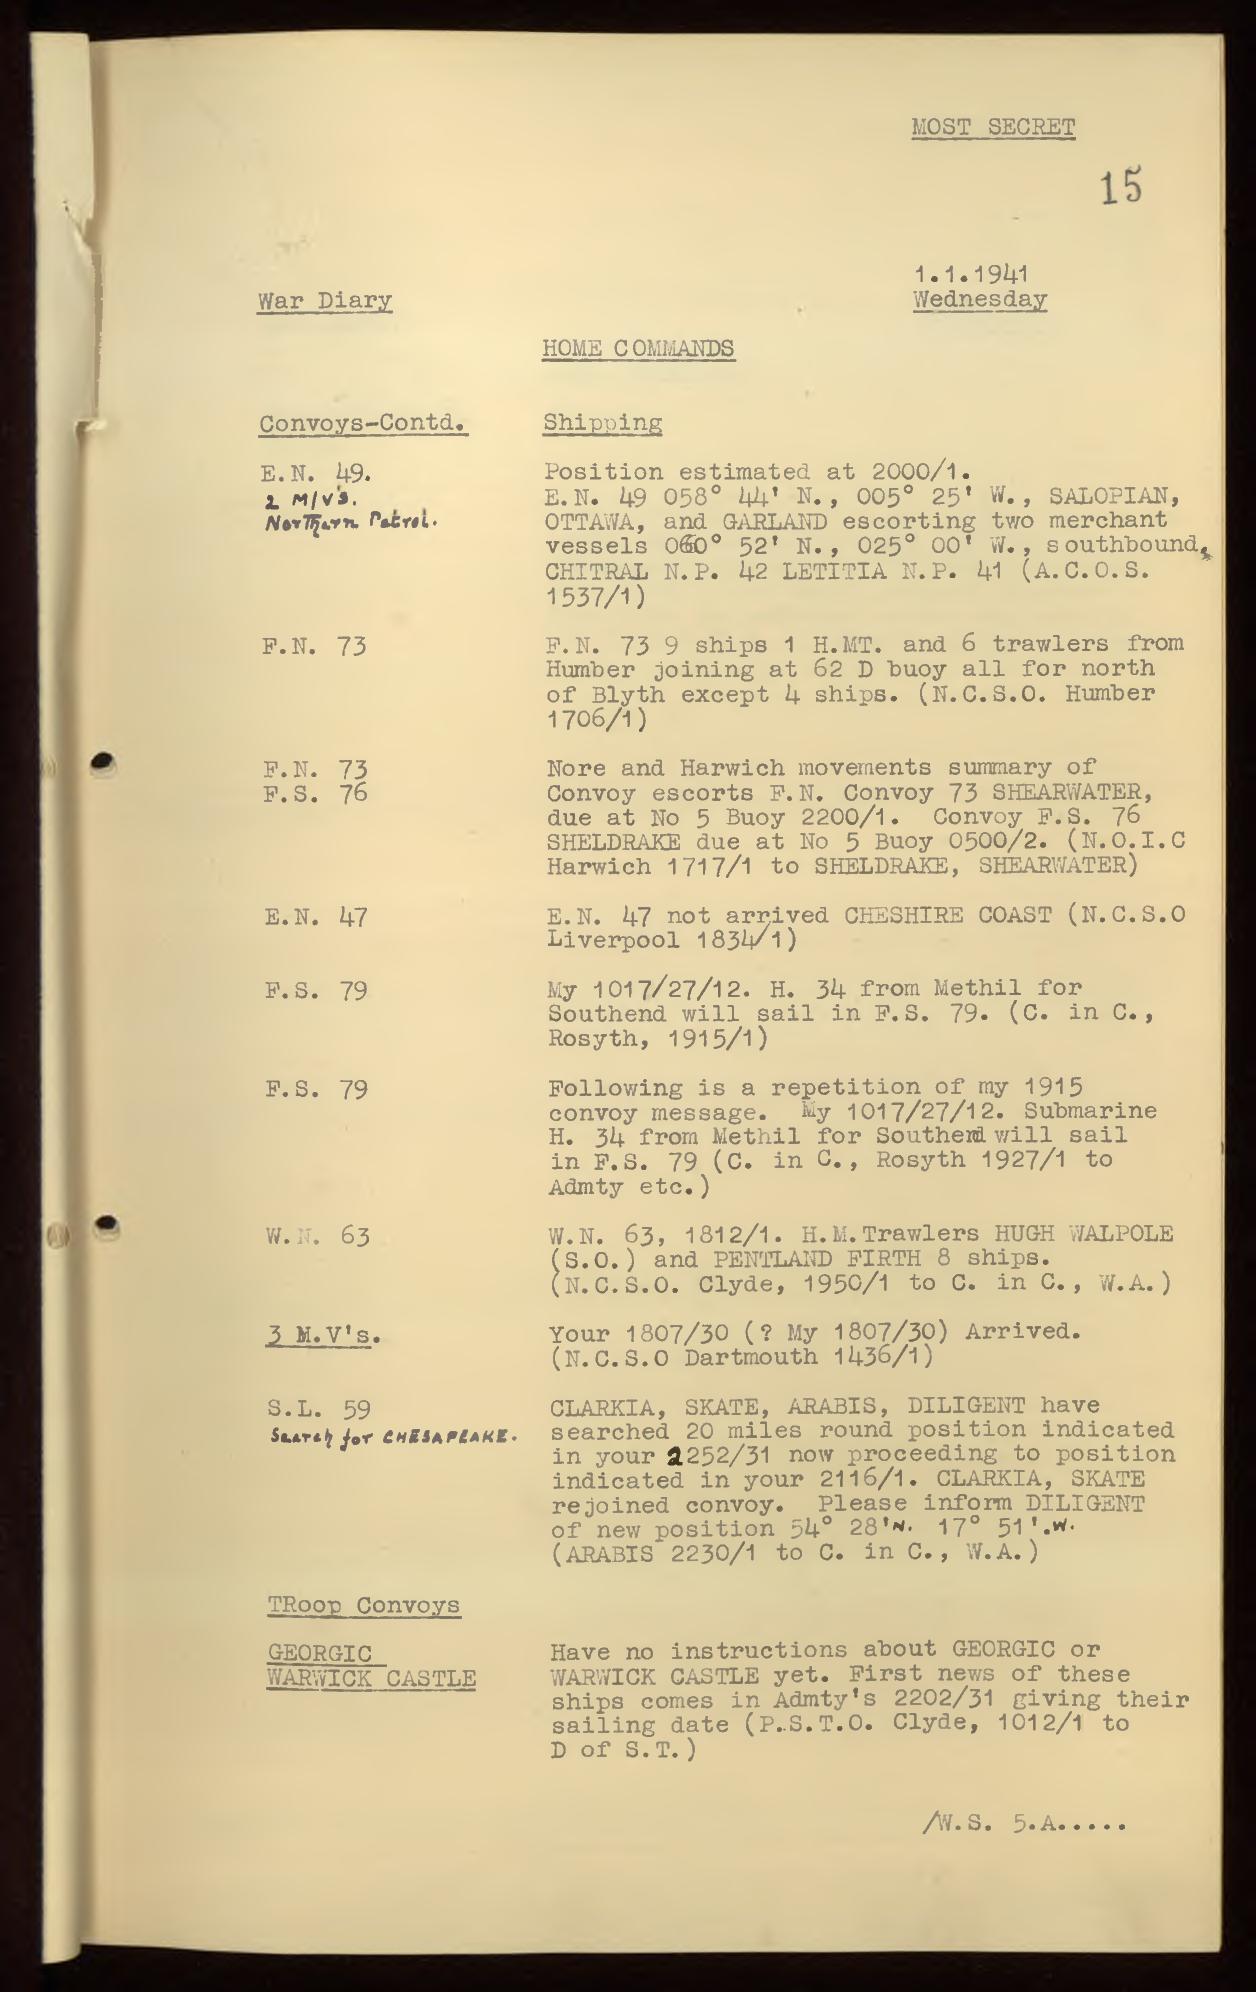 MOST SECRET
15
1.1.1941
War Diary
Wednesday
HOME COMMANDS
Convoys-Contd.
Shipping
E.N. 49.
2 M/V's.
Northern Patrol.
Position estimated at 2000/1.
E.N. 49 058° 44' N., 005° 25' W., SALOPIAN,
OTTAWA, and GARLAND escorting two merchant
vessels 060° 52' N., 025° 00' W., southbound,
CHITRAL N.P. 42 LETITIA N.P. 41 (A.C.O.S.
1537/1)
F.N. 73
F.N. 73 9 ships 1 H.MT. and 6 trawlers from
Humber joining at 62 D buoy all for north
of Blyth except 4 ships. (N.C.S.O. Humber
1706/1)
F.N. 73
F.S. 76
Nore and Harwich movements summary of
Convoy escorts F.N. Convoy 73 SHEARWATER,
due at No 5 Buoy 2200/1. Convoy F.S. 76
SHELDRAKE due at No 5 Buoy 0500/2. (N.O.I.C
Harwich 1717/1 to SHELDRAKE, SHEARWATER)
E.N. 47
E.N. 47 not arrived CHESHIRE COAST (N.C.S.O
Liverpool 1834/1)
F.S. 79
My 1017/27/12. H. 34 from Methil for
Southend will sail in F.S. 79. (C. in C.,
Rosyth, 1915/1)
F.S. 79
Following is a repetition of my 1915
convoy message. My 1017/27/12. Submarine
H. 34 from Methil for Southend will sail
in F.S. 79 (C. in C., Rosyth 1927/1 to
Admty etc.)
W.N. 63
W.N. 63, 1812/1. H.M.Trawlers HUGH WALPOLE
(S.O.) and PENTLAND FIRTH 8 ships.
(N.C.S.O. Clyde, 1950/1 to C. in C., W.A.)
3 M.V's.
Your 1807/30 (? My 1807/30) Arrived.
(N.C.S.O Dartmouth 1436/1)
S.L. 59
Search for CHESAPEAKE.
CLARKIA, SKATE, ARABIS, DILIGENT have
searched 20 miles round position indicated
in your 2252/31 now proceeding to position
indicated in your 2116/1. CLARKIA, SKATE
rejoined convoy. Please inform DILIGENT
of new position 54° 28'N. 17° 51'.W.
(ARABIS 2230/1 to C. in C., W.A.)
TRoop Convoys
GEORGIC
WARWICK CASTLE
Have no instructions about GEORGIC or
WARWICK CASTLE yet. First news of these
ships comes in Admty's 2202/31 giving their
sailing date (P.S.T.O. Clyde, 1012/1 to
D of S.T.)
/W.S. 5.A.....